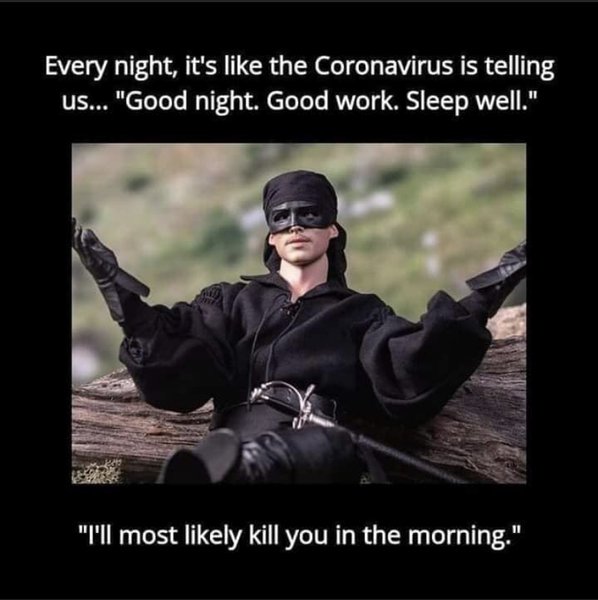 Every night, it's like the Coronavirus is telling
us... "Good night. Good work. Sleep well."
"I'll most likely kill you in the morning."